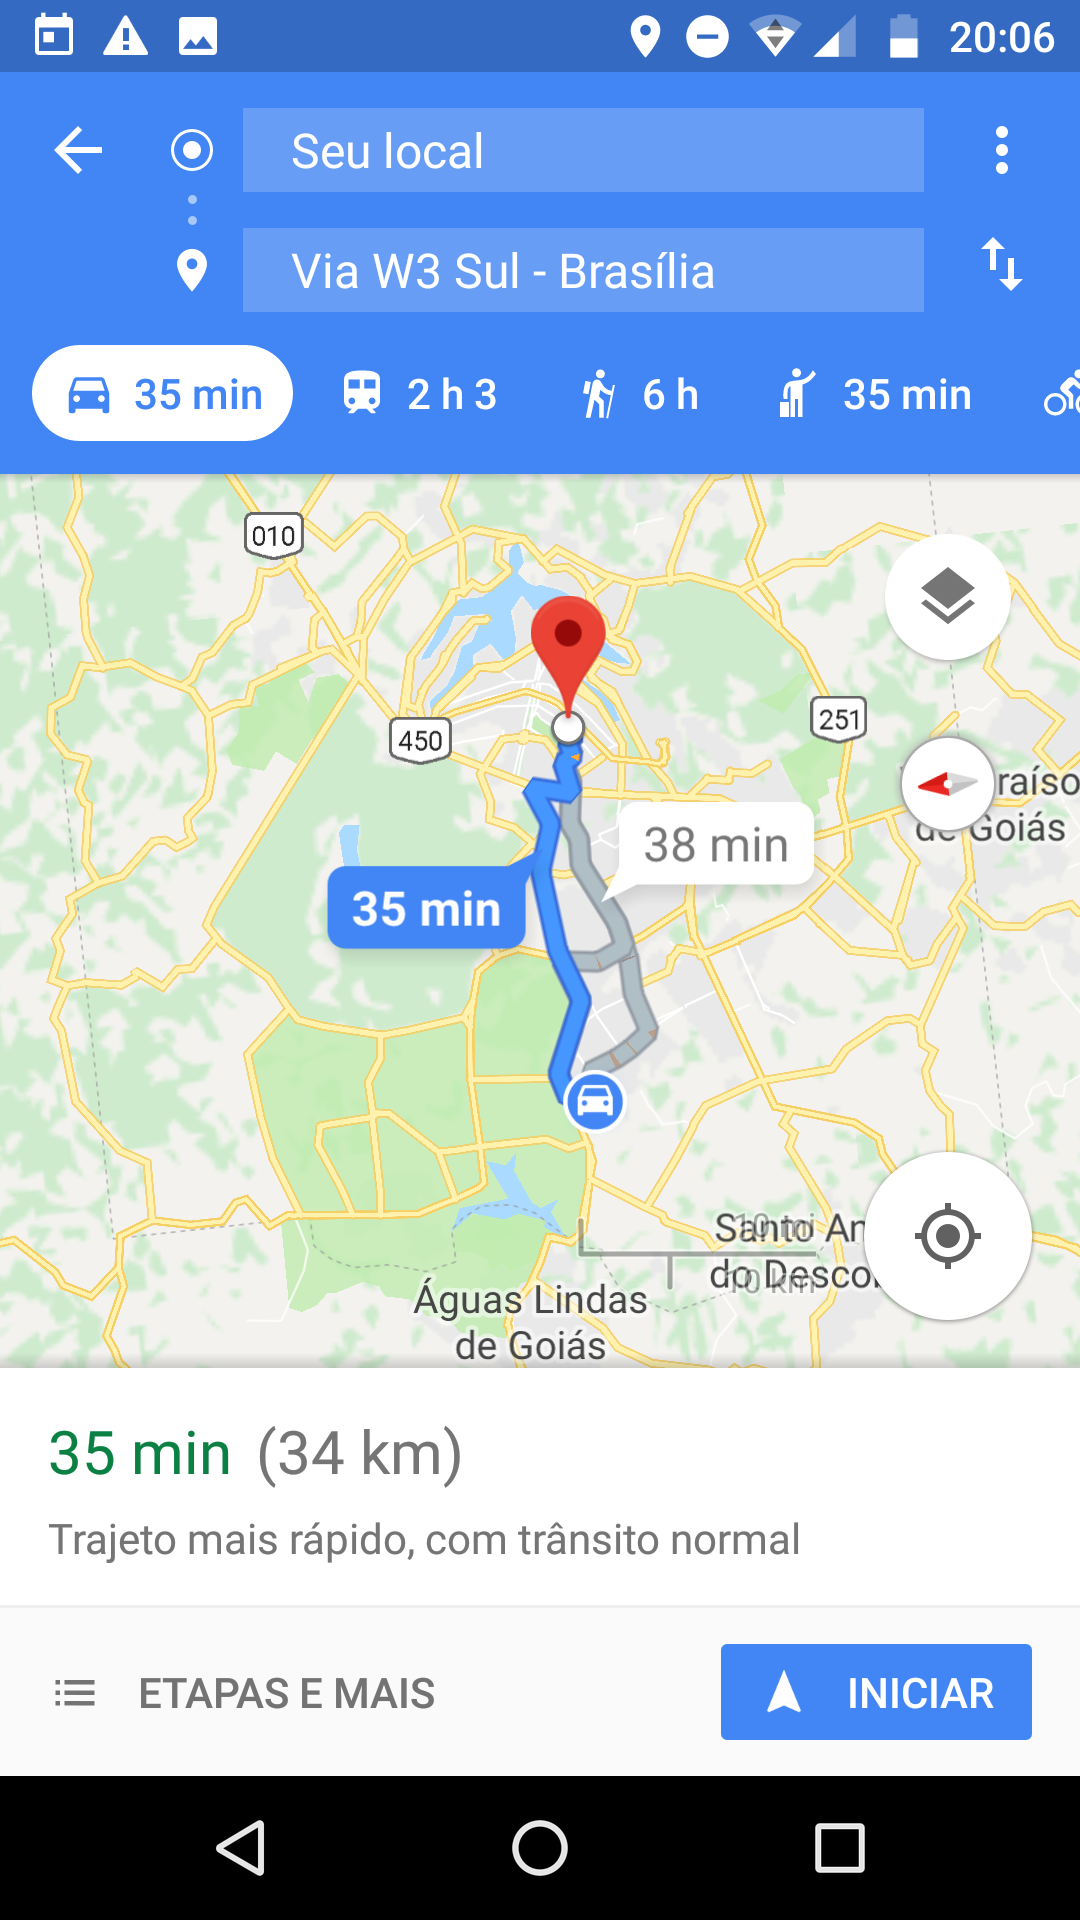 20:06
Seu local
Via W3 Sul - Brasília
35 min
2 h 3
6 h
35 min
010
450
251
raíso
de Goiás
38 min
35 min
Santo An
10 mi
do Desco
10 km
Águas Lindas
de Goiás
35 min (34 km)
Trajeto mais rápido, com trânsito normal
ETAPAS E MAIS
INICIAR